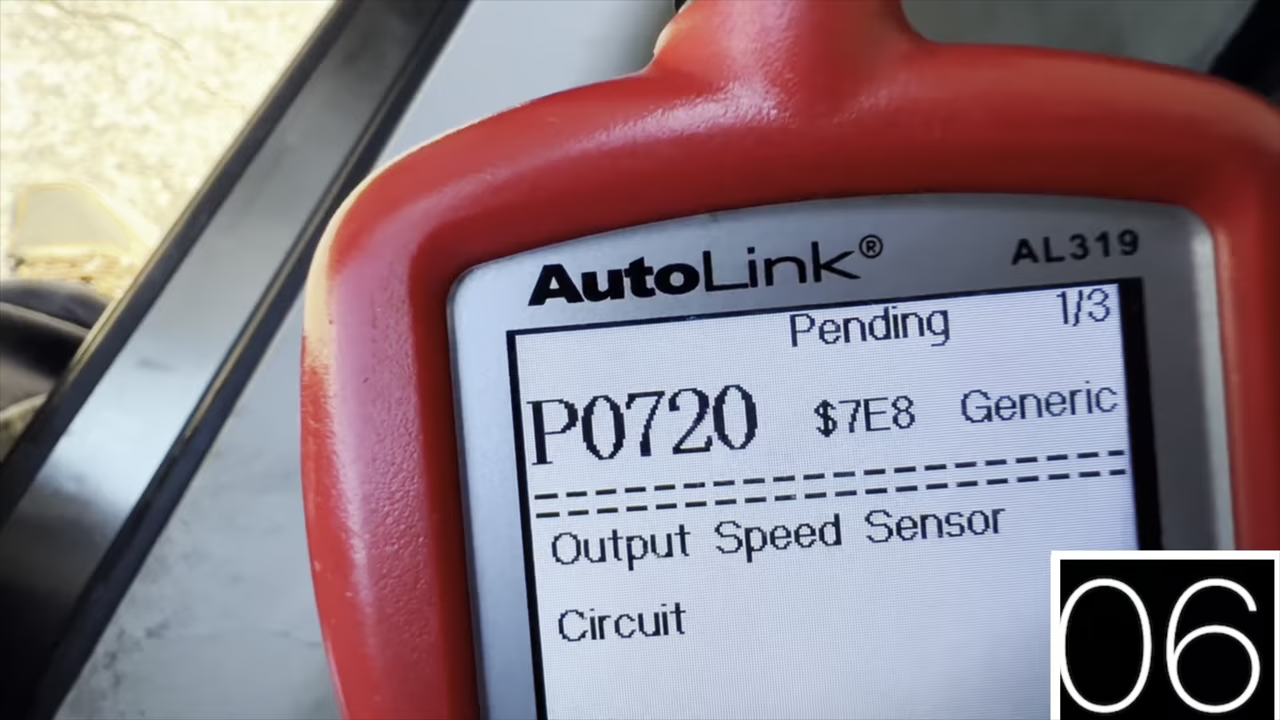 AutoLink® AL319
Pending 1/3
P0720 $7E8 Generic
Output Speed Sensor
Circuit
06